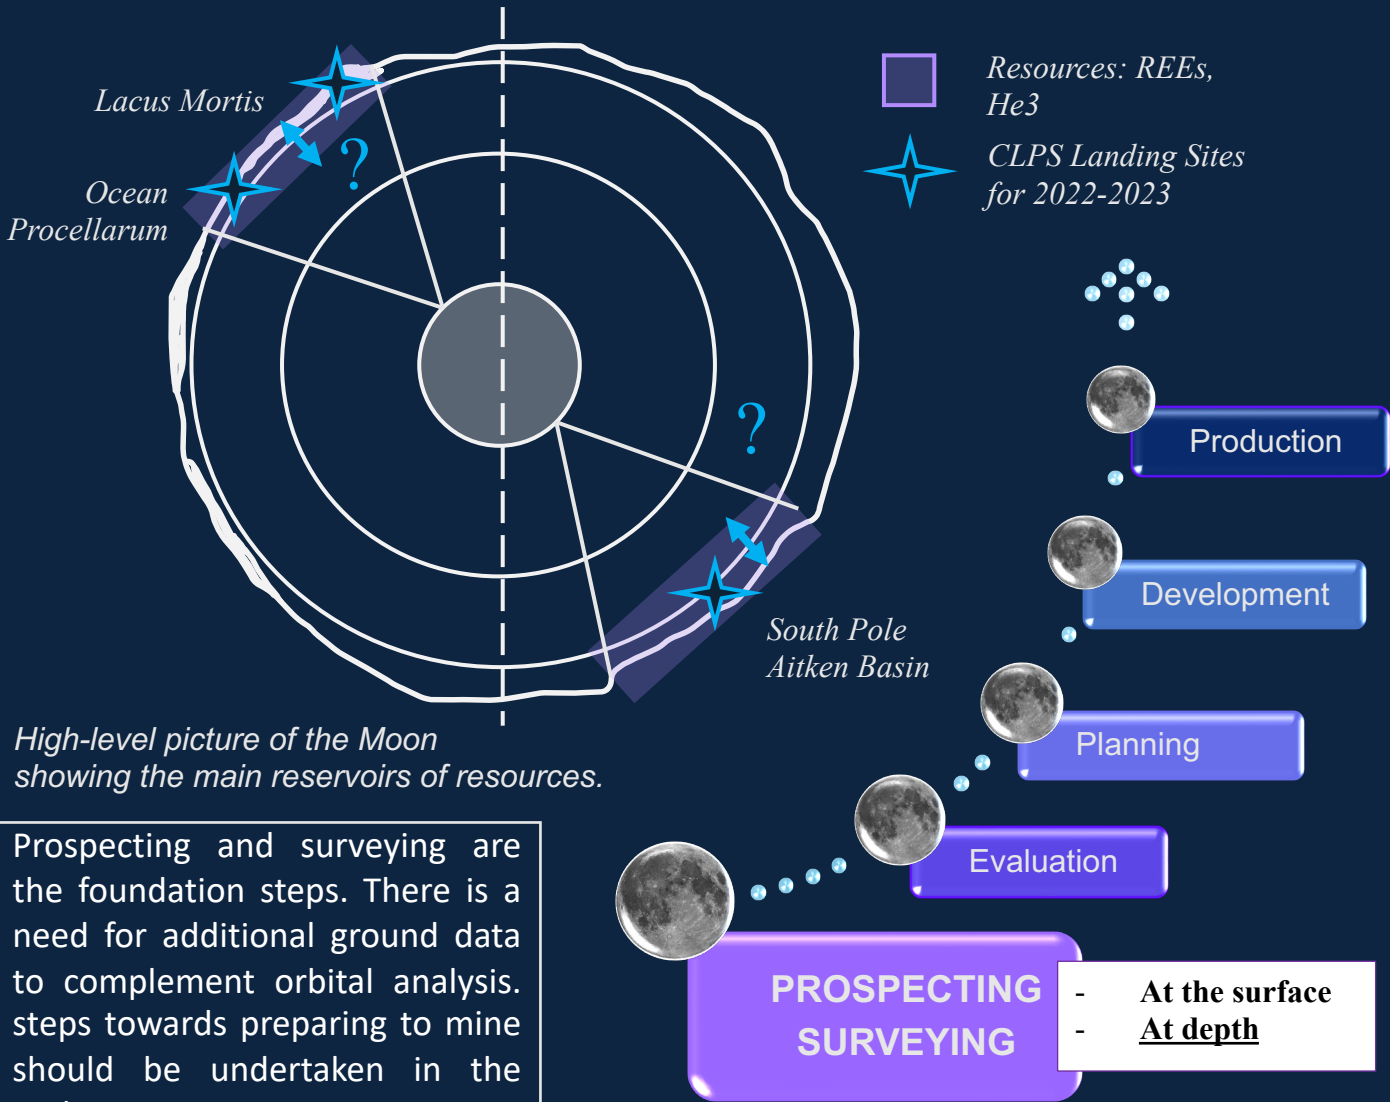 Lacus Mortis
Ocean
Procellarum
?
?
South Pole
Aitken Basin
Resources: REEs,
He3
CLPS Landing Sites
for 2022-2023
High-level picture of the Moon
showing the main reservoirs of resources.
Prospecting and surveying are
the foundation steps. There is a
need for additional ground data
to complement orbital analysis.
steps towards preparing to mine
should be undertaken in the
Production
Development
Planning
Evaluation
PROSPECTING
SURVEYING
- At the surface
- At depth